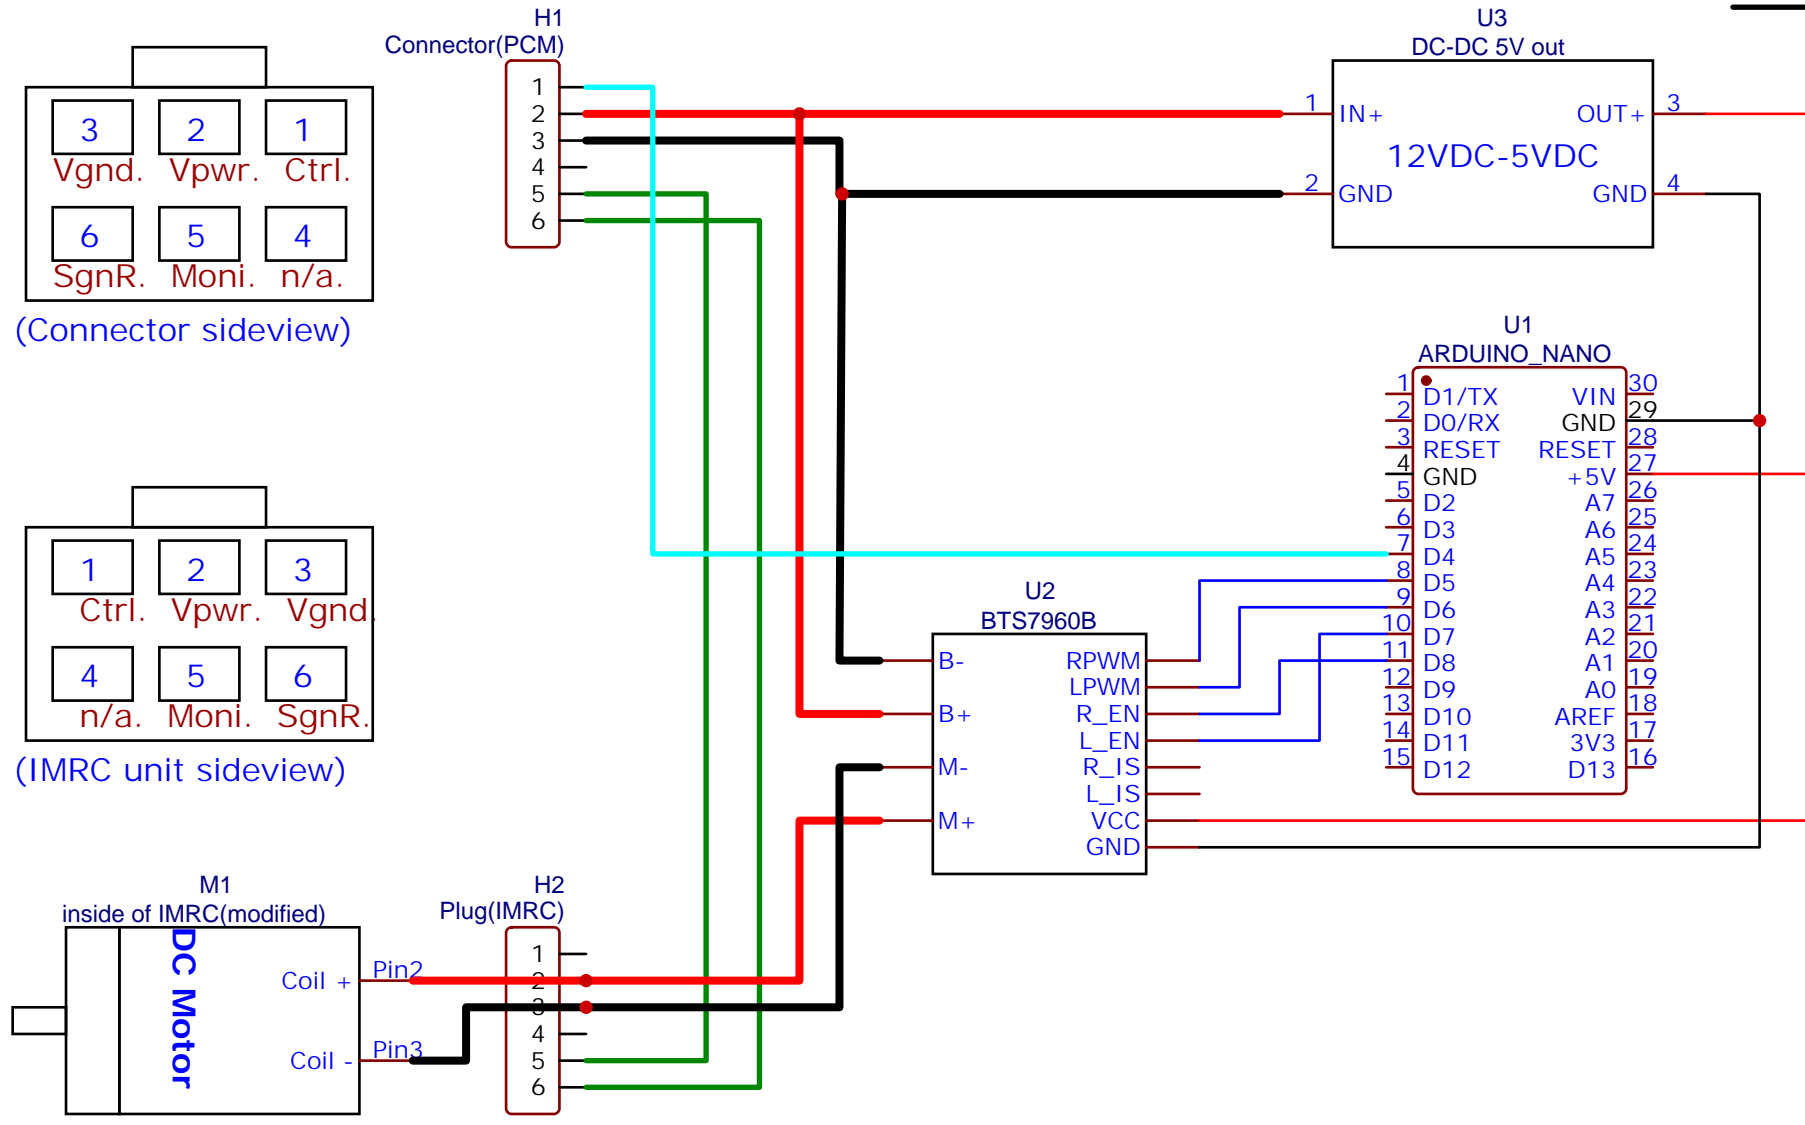 H1
Connector(PCM)
1
2
3
4
5
6
3
2
1
Vgnd.
Vpwr.
Ctrl.
6
5
4
SgnR.
Moni.
n/a.
(Connector sideview)
U3
DC-DC 5V out
1
IN+
OUT+
3
12VDC-5VDC
2
GND
GND
4
U1
ARDUINO_NANO
1
D1/TX
VIN
30
2
D0/RX
GND
29
3
RESET
RESET
28
4
GND
+5V
27
5
D2
A7
26
6
D3
A6
25
7
D4
A5
24
8
D5
A4
23
9
D6
A3
22
10
D7
A2
21
11
D8
A1
20
12
D9
A0
19
13
D10
AREF
18
14
D11
3V3
17
15
D12
D13
16
1
2
3
Ctrl.
Vpwr.
Vgnd.
4
5
6
n/a.
Moni.
SgnR.
(IMRC unit sideview)
U2
BTS7960B
B-
RPWM
LPWM
B+
R_EN
L_EN
M-
R_IS
L_IS
M+
VCC
GND
M1
inside of IMRC(modified)
DC Motor
Coil +
Pin2
Coil -
Pin3
H2
Plug(IMRC)
1
2
3
4
5
6